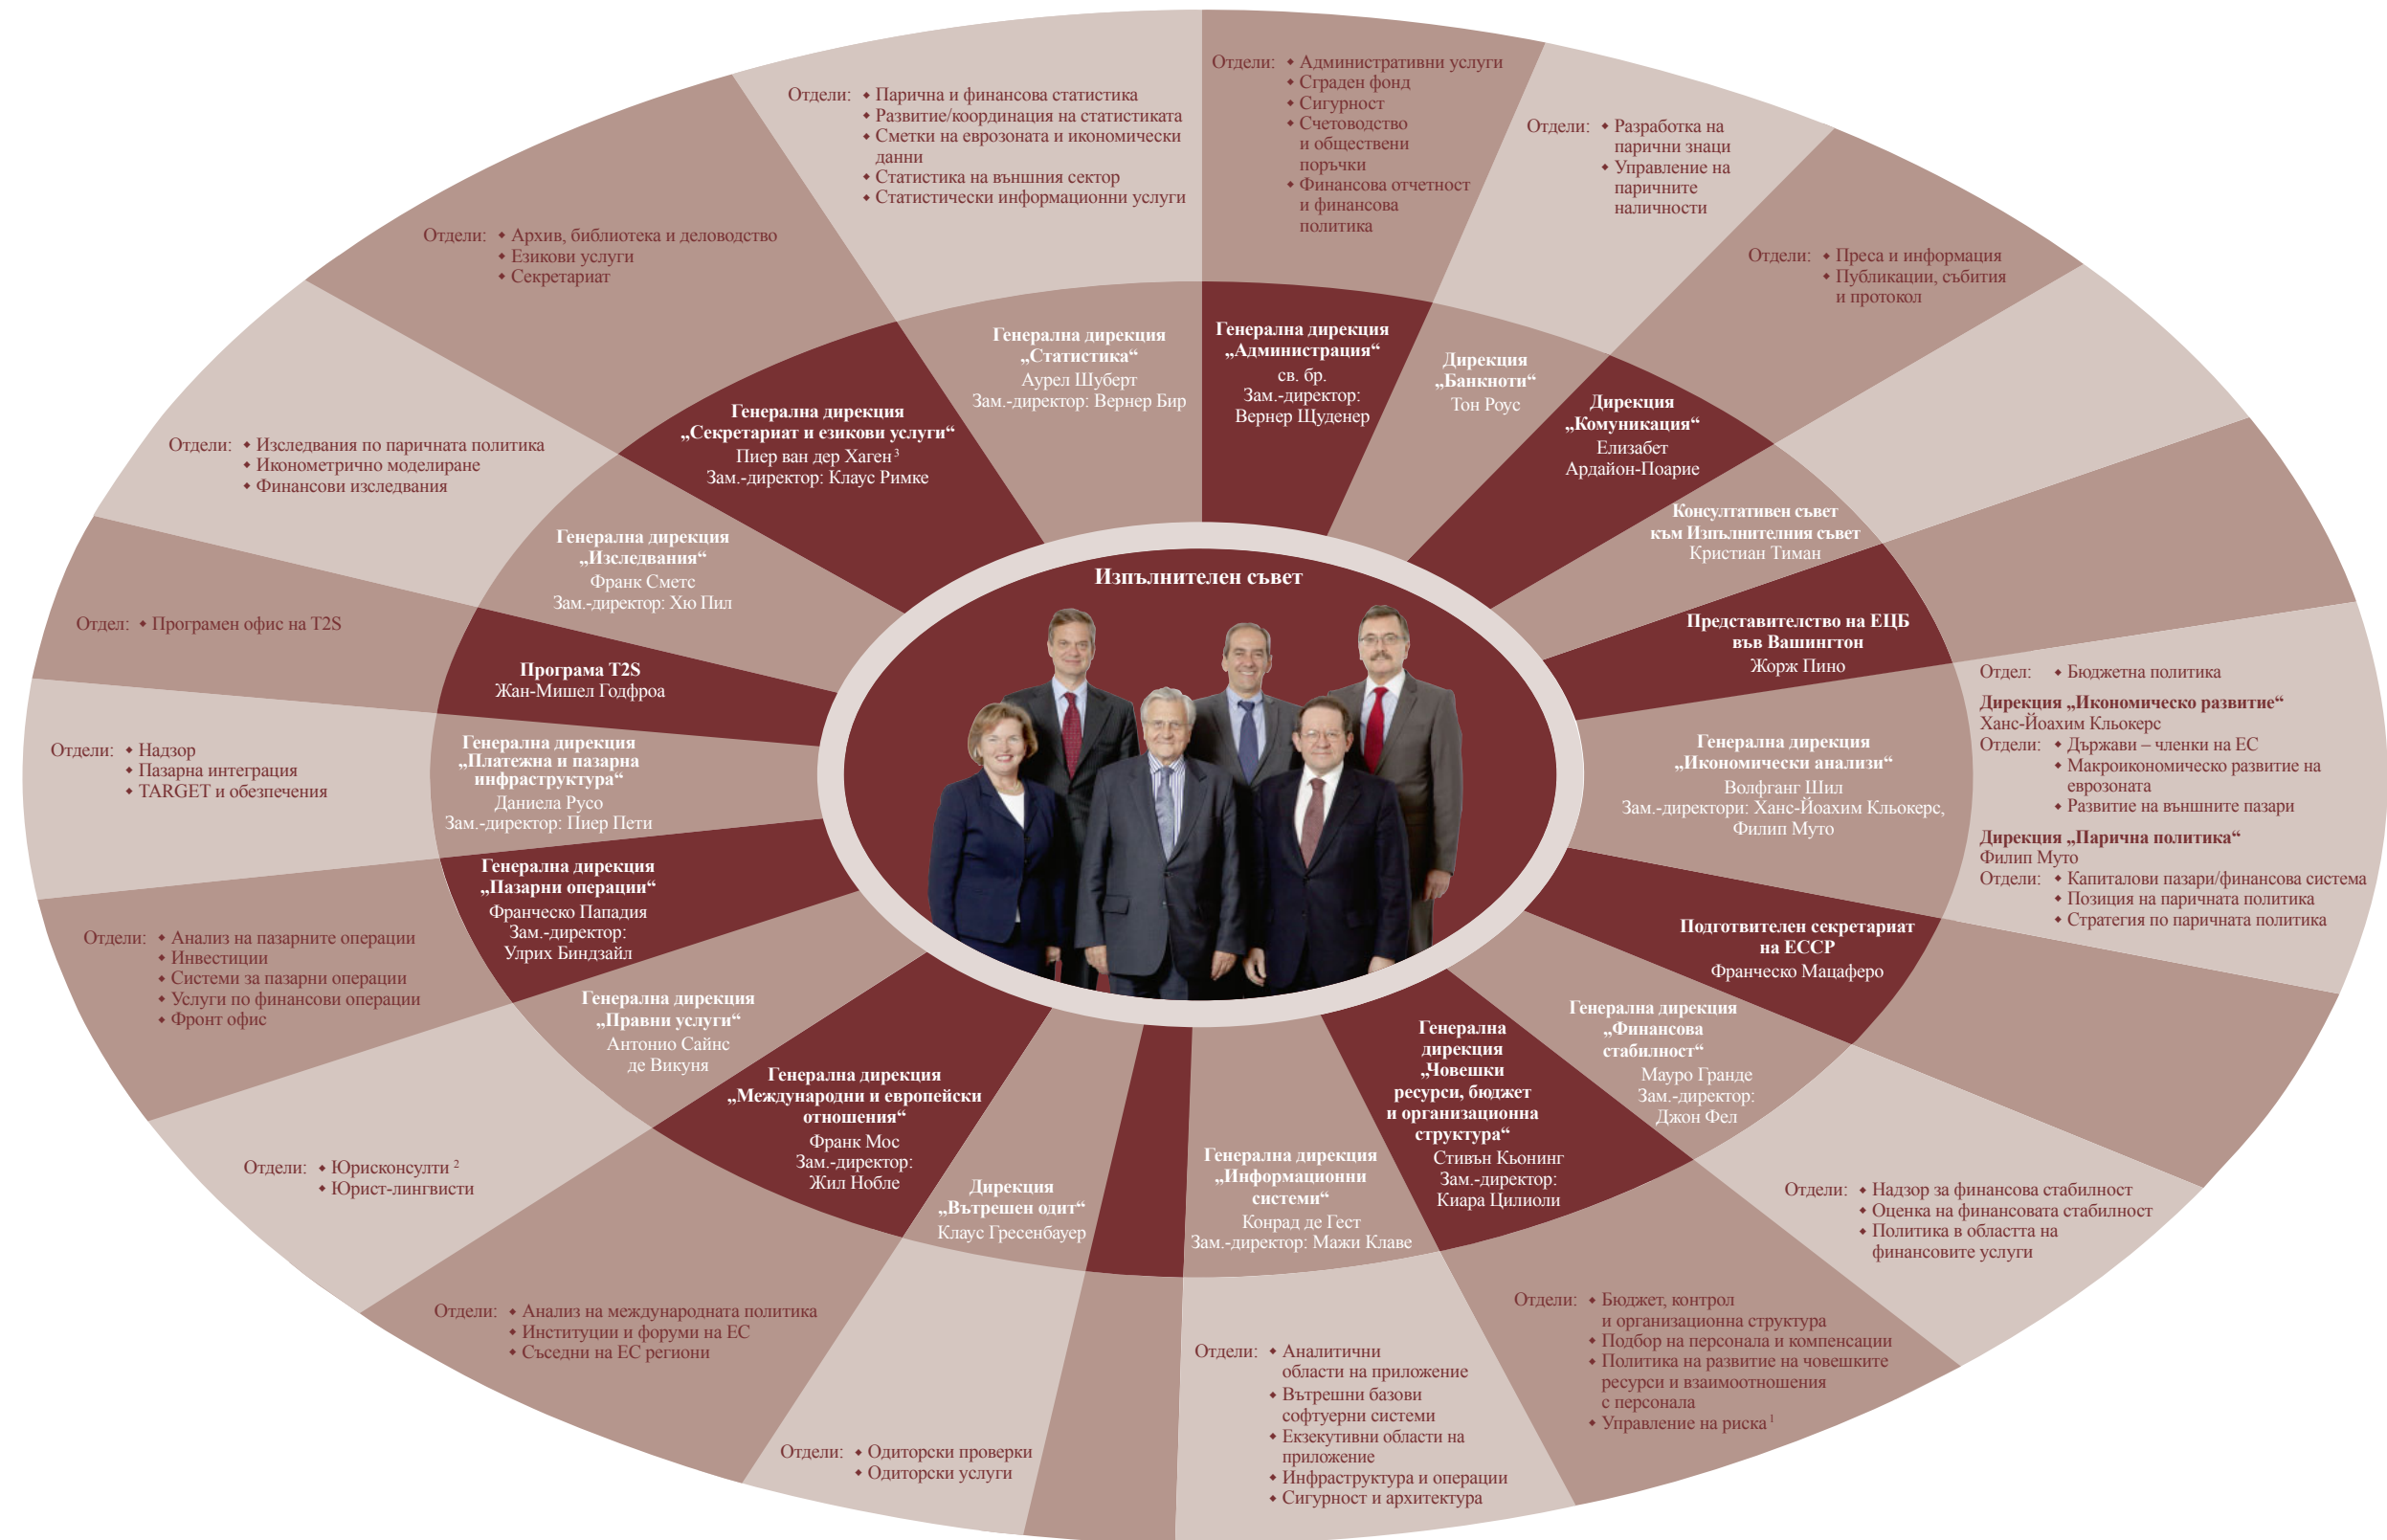 Изпълнителен съвет
Генерална дирекция
„Администрация“
св. бр.
Зам.-директор:
Вернер Щуденер
Отдели: ◆ Административни услуги
◆ Сграден фонд
◆ Сигурност
◆ Счетоводство
и обществени
поръчки
◆ Финансова отчетност
и финансова
политика
Дирекция
„Банкноти“
Тон Роус
Отдели: ◆ Разработка на
парични знаци
◆ Управление на
паричните
наличности
Дирекция
„Комуникация“
Елизабет
Ардайон-Поарие
Отдели: ◆ Преса и информация
◆ Публикации, събития
и протокол
Консултативен съвет
към Изпълнителния съвет
Кристиан Тиман
Представителство на ЕЦБ
във Вашингтон
Жорж Пино
Генерална дирекция
„Икономически анализи“
Волфганг Шил
Зам.-директори: Ханс-Йоахим Кльокерс,
Филип Муто
Отдел: ◆ Бюджетна политика
Дирекция „Икономическо развитие“
Ханс-Йоахим Кльокерс
Отдели: ◆ Държави – членки на ЕС
◆ Макроикономическо развитие на
еврозоната
◆ Развитие на външните пазари
Дирекция „Парична политика“
Филип Муто
Отдели: ◆ Капиталови пазари/финансова система
◆ Позиция на паричната политика
◆ Стратегия по паричната политика
Подготвителен секретариат
на ЕССР
Франческо Мацаферо
Генерална дирекция
„Финансова
стабилност“
Мауро Гранде
Зам.-директор:
Джон Фел
Отдели: ◆ Надзор за финансова стабилност
◆ Оценка на финансовата стабилност
◆ Политика в областта на
финансовите услуги
Генерална
дирекция
„Човешки
ресурси, бюджет
и организационна
структура“
Стивън Кьонинг
Зам.-директор:
Киара Цилиоли
Отдели: ◆ Бюджет, контрол
и организационна структура
◆ Подбор на персонала и компенсации
◆ Политика на развитие на човешките
ресурси и взаимоотношения
с персонала
◆ Управление на риска 1
Генерална дирекция
„Информационни
системи“
Конрад де Гест
Зам.-директор: Мажи Клаве
Отдели: ◆ Аналитични
области на приложение
◆ Вътрешни базови
софтуерни системи
◆ Екзекутивни области на
приложение
◆ Инфраструктура и операции
◆ Сигурност и архитектура
Дирекция
„Вътрешен одит“
Клаус Гресенбауер
Отдели: ◆ Одиторски проверки
◆ Одиторски услуги
Генерална дирекция
„Международни и европейски
отношения“
Франк Мос
Зам.-директор:
Жил Нобле
Отдели: ◆ Анализ на международната политика
◆ Институции и форуми на ЕС
◆ Съседни на ЕС региони
Генерална дирекция
„Правни услуги“
Антонио Сайнс
де Викуня
Отдели: ◆ Юрисконсулти 2
◆ Юрист-лингвисти
Генерална дирекция
„Пазарни операции“
Франческо Пападия
Зам.-директор:
Улрих Биндзайл
Отдели: ◆ Анализ на пазарните операции
◆ Инвестиции
◆ Системи за пазарни операции
◆ Услуги по финансови операции
◆ Фронт офис
Генерална дирекция
„Платежна и пазарна
инфраструктура“
Даниела Русо
Зам.-директор: Пиер Пети
Отдели: ◆ Надзор
◆ Пазарна интеграция
◆ TARGET и обезпечения
Програма T2S
Жан-Мишел Годфроа
Отдел: ◆ Програмен офис на T2S
Генерална дирекция
„Изследвания“
Франк Сметс
Зам.-директор: Хю Пил
Отдели: ◆ Изследвания по паричната политика
◆ Иконометрично моделиране
◆ Финансови изследвания
Генерална дирекция
„Секретариат и езикови услуги“
Пиер ван дер Хаген 3
Зам.-директор: Клаус Римке
Отдели: ◆ Архив, библиотека и деловодство
◆ Езикови услуги
◆ Секретариат
Генерална дирекция
„Статистика“
Аурел Шуберт
Зам.-директор: Вернер Бир
Отдели: ◆ Парична и финансова статистика
◆ Развитие/координация на статистиката
◆ Сметки на еврозоната и икономически
данни
◆ Статистика на външния сектор
◆ Статистически информационни услуги